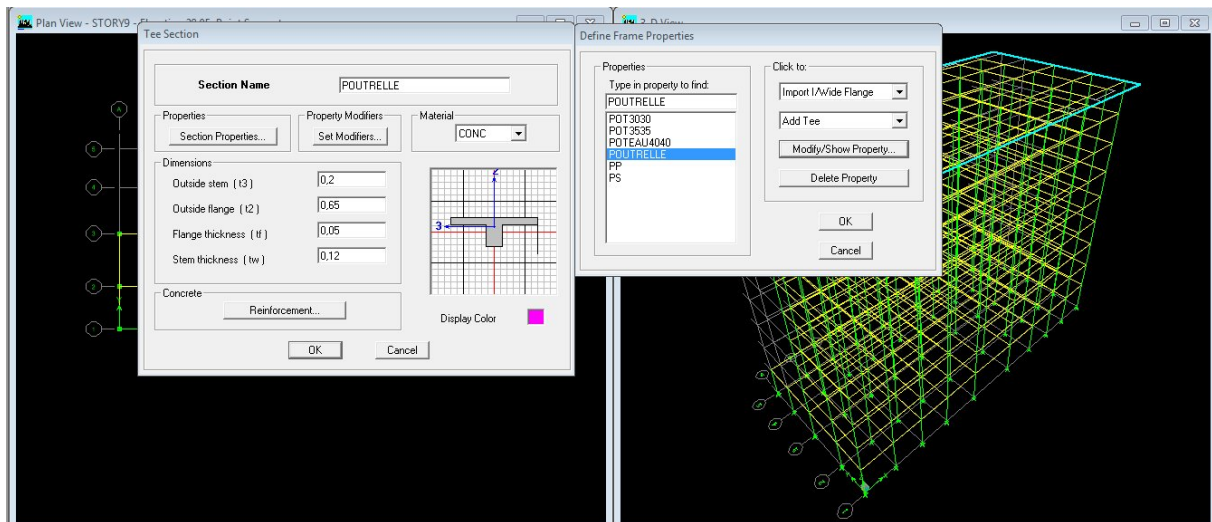 Plan View - STORY9 - Elevation
Tee Section
Section Name
POUTRELLE
Properties
Section Properties...
Property Modifiers
Set Modifiers...
Material
CONC
Dimensions
Outside stem ( t3 )
0,2
Outside flange ( t2 )
0,65
Flange thickness ( tf )
0,05
Stem thickness ( tw )
0,12
2
3
Concrete
Reinforcement...
Display Color
OK
Cancel
Define Frame Properties
Properties
Type in property to find:
POUTRELLE
POT3030
POT3535
POTEAU4040
POUTRELLE
PP
PS
Click to:
Import I/Wide Flange
Add Tee
Modify/Show Property...
Delete Property
OK
Cancel
3-D View
A
3
2
1